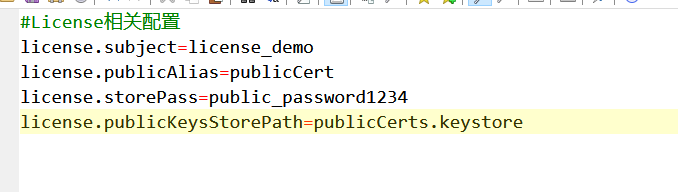 #License相关配置
license.subject=license_demo
license.publicAlias=publicCert
license.storePass=public_password1234
license.publicKeysStorePath=publicCerts.keystore